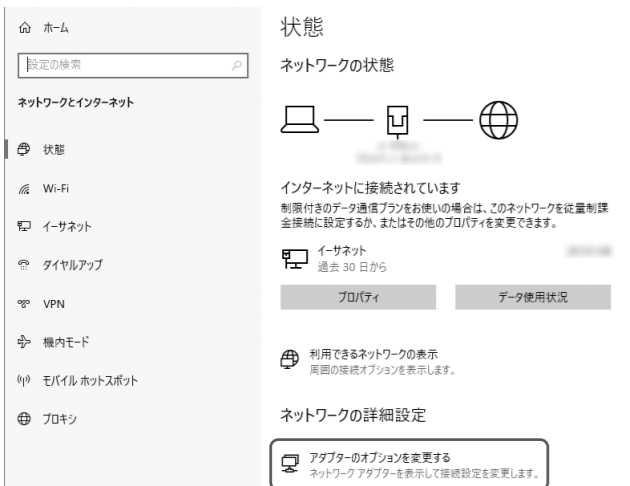 ホーム
設定の検索
ネットワークとインターネット
状態
Wi-Fi
イーサネット
ダイヤルアップ
VPN
機内モード
モバイル ホットスポット
プロキシ
状態
ネットワークの状態
インターネットに接続されています
制限付きのデータ通信プランをお使いの場合は、このネットワークを従量制課
金接続に設定するか、またはその他のプロパティを変更できます。
イーサネット
過去 30 日から
プロパティ
データ使用状況
利用できるネットワークの表示
周囲の接続オプションを表示します。
ネットワークの詳細設定
アダプターのオプションを変更する
ネットワーク アダプターを表示して接続設定を変更します。